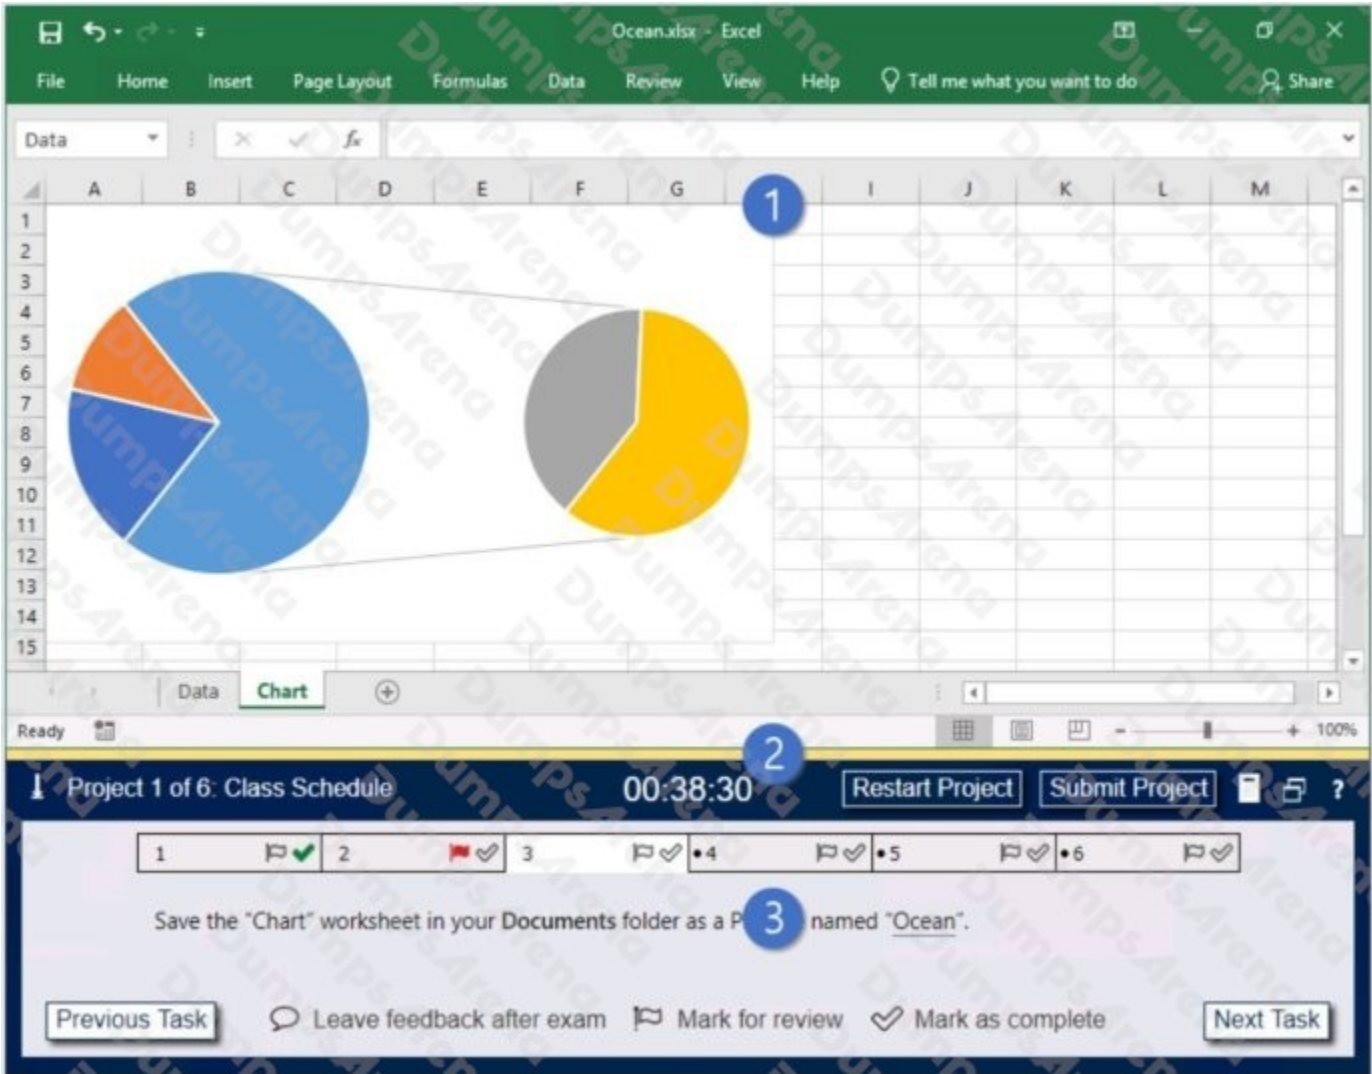 Ocean.xlsx - Excel
File Home Insert Page Layout Formulas Data Review View Help Tell me what you want to do Share
Data fx
A B C D E F G I J K L M
1
1
2
3
4
5
6
7
8
9
10
11
12
13
14
15
Data Chart
Ready 100%
2
Project 1 of 6: Class Schedule 00:38:30 Restart Project Submit Project ?
1 2 3 •4 •5 •6
Save the "Chart" worksheet in your Documents folder as a P 3 named "Ocean".
Previous Task Leave feedback after exam Mark for review Mark as complete Next Task
DumpsArena